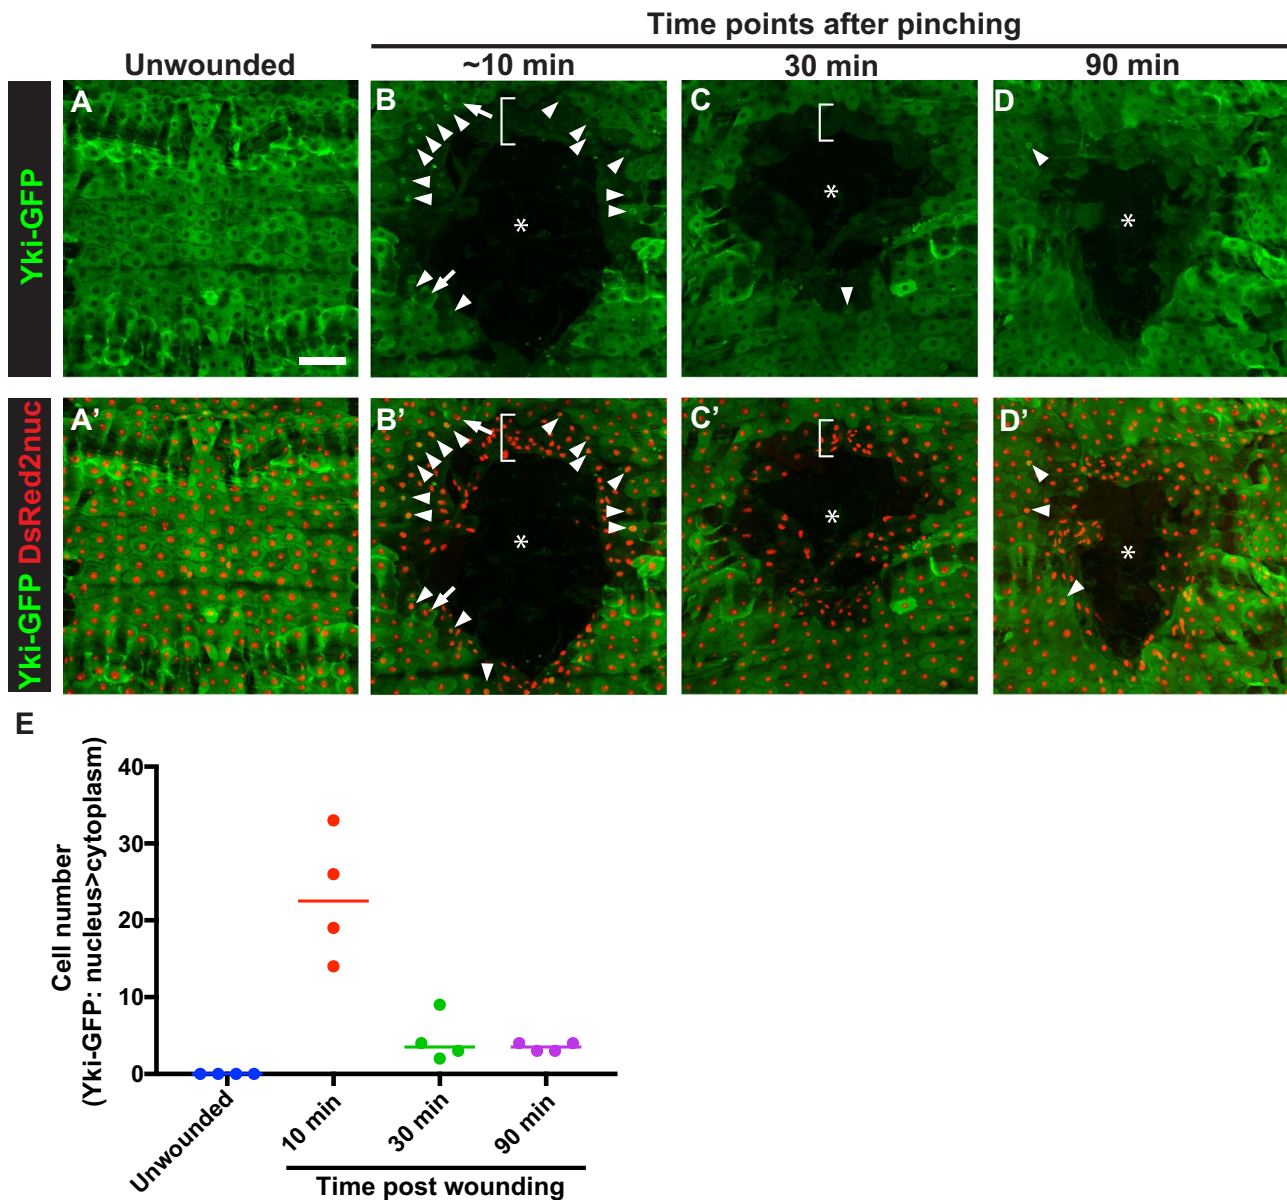 Time points after pinching
Unwounded
~10 min
30 min
90 min
Yki-GFP
A
B
C
D
*
*
*
Yki-GFP DsRed2nuc
A’
B’
C’
D’
*
*
*
E
Cell number
(Yki-GFP: nucleus>cytoplasm)
40
30
20
10
0
Unwounded
10 min
30 min
90 min
Time post wounding